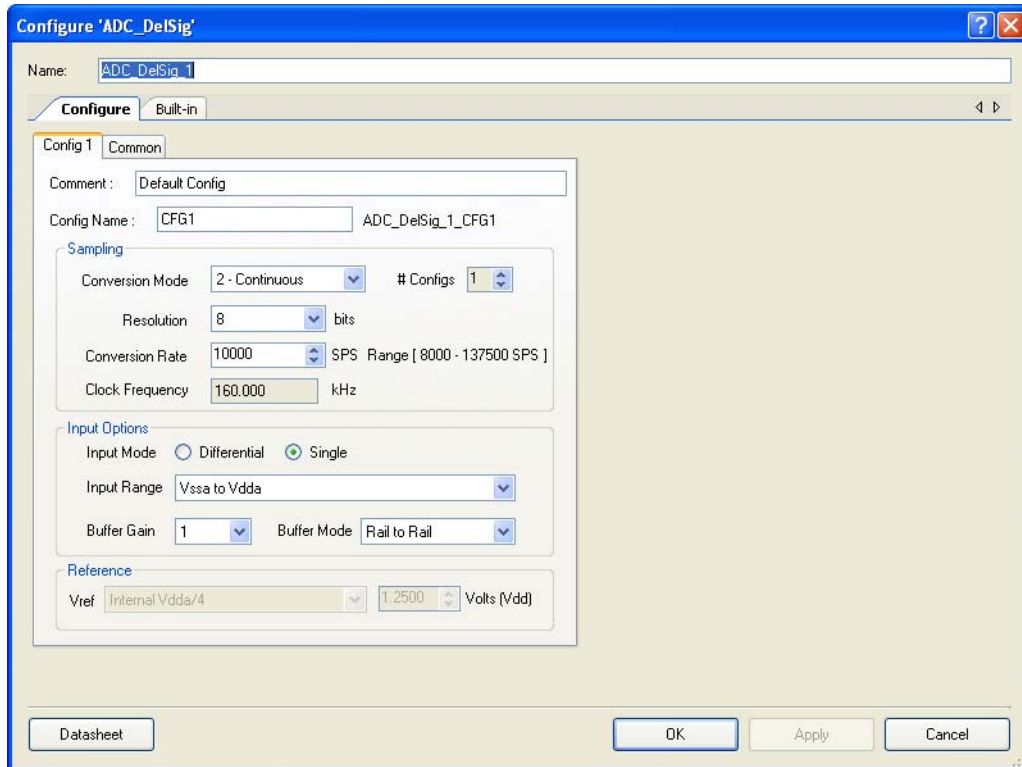 Configure 'ADC_DelSig'
Name: ADC_DelSig_1
Configure Built-in
Config 1 Common
Comment : Default Config
Config Name : CFG1 ADC_DelSig_1_CFG1
Sampling
Conversion Mode 2 - Continuous # Configs 1
Resolution 8 bits
Conversion Rate 10000 SPS Range [ 8000 - 137500 SPS ]
Clock Frequency 160.000 kHz
Input Options
Input Mode Differential Single
Input Range Vssa to Vdda
Buffer Gain 1 Buffer Mode Rail to Rail
Reference
Vref Internal Vdda/4 1.2500 Volts (Vdd)
Datasheet OK Apply Cancel